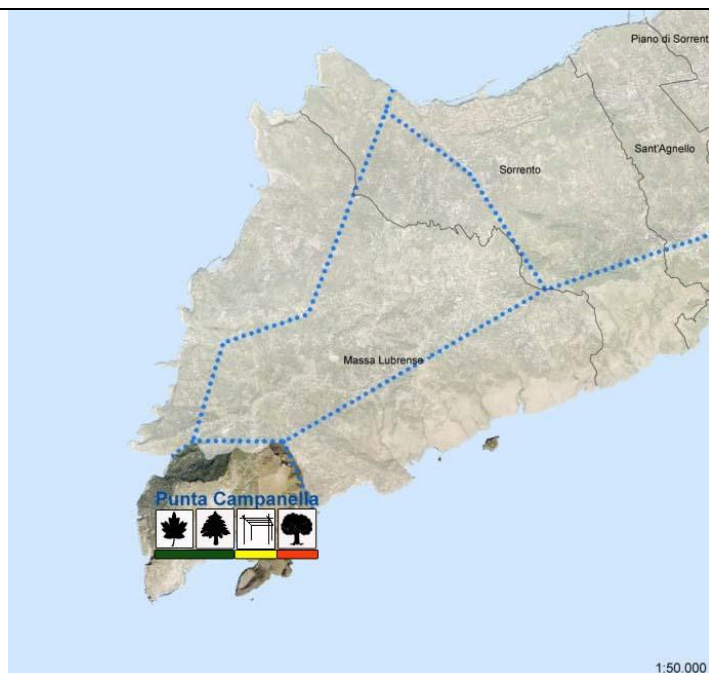 Piano di Sorrent
Sant'Agnello
Sorrento
Massa Lubrense
Punta Campanella
1:50.000